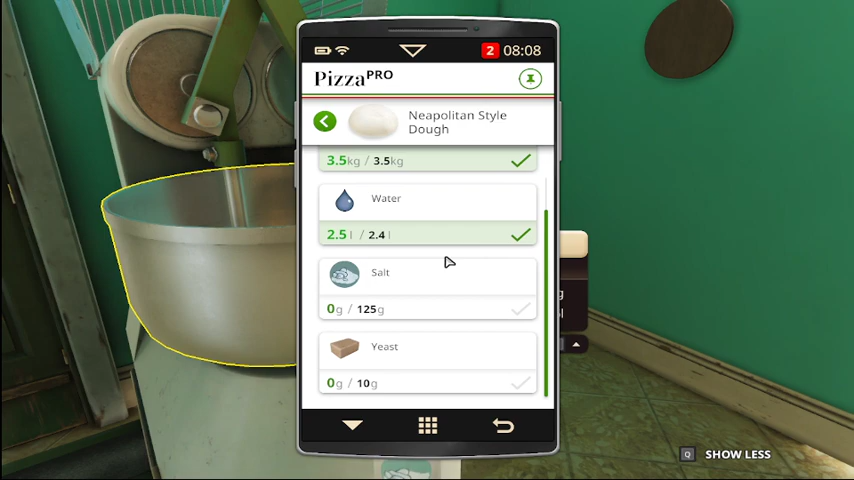 2 08:08
PizzaPRO
Neapolitan Style
Dough
3.5kg / 3.5kg
Water
2.5 l / 2.4 l
Salt
0g / 125g
Yeast
0g / 10g
g
l
Q SHOW LESS